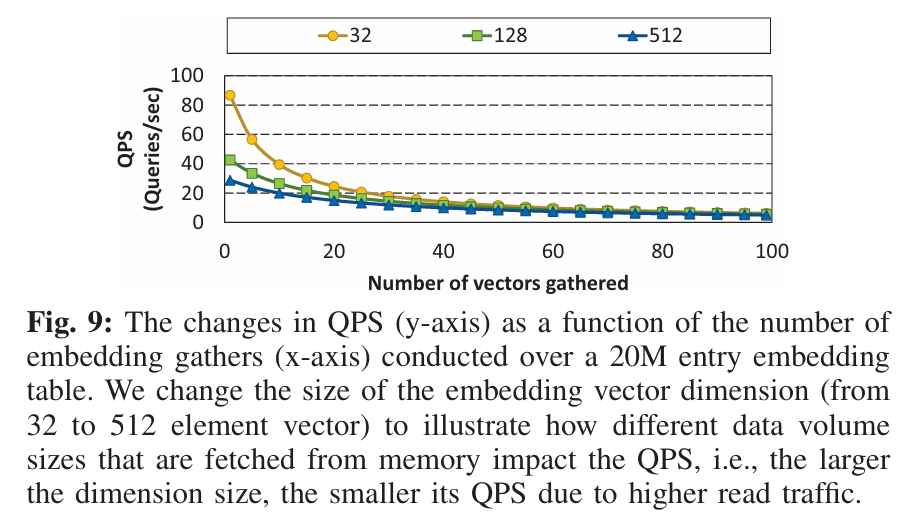 32 128 512
100
80
60
40
20
0
QPS
(Queries/sec)
0 20 40 60 80 100
Number of vectors gathered
Fig. 9: The changes in QPS (y-axis) as a function of the number of
embedding gathers (x-axis) conducted over a 20M entry embedding
table. We change the size of the embedding vector dimension (from
32 to 512 element vector) to illustrate how different data volume
sizes that are fetched from memory impact the QPS, i.e., the larger
the dimension size, the smaller its QPS due to higher read traffic.